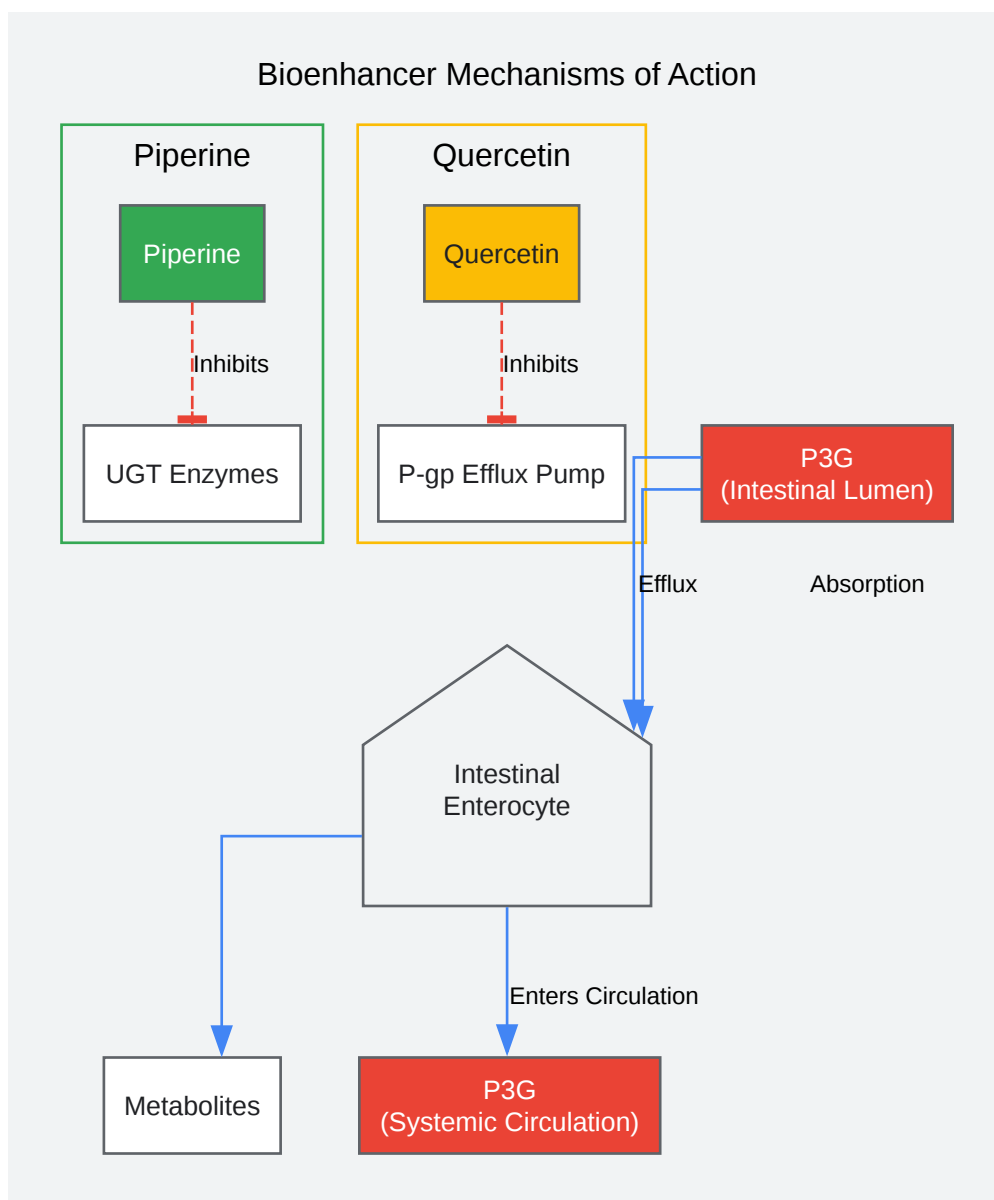 Bioenhancer Mechanisms of Action
Piperine
Quercetin
Piperine
Quercetin
Inhibits
Inhibits
UGT Enzymes
P-gp Efflux Pump
P3G
(Intestinal Lumen)
Efflux
Absorption
Intestinal
Enterocyte
Enters Circulation
Metabolites
P3G
(Systemic Circulation)